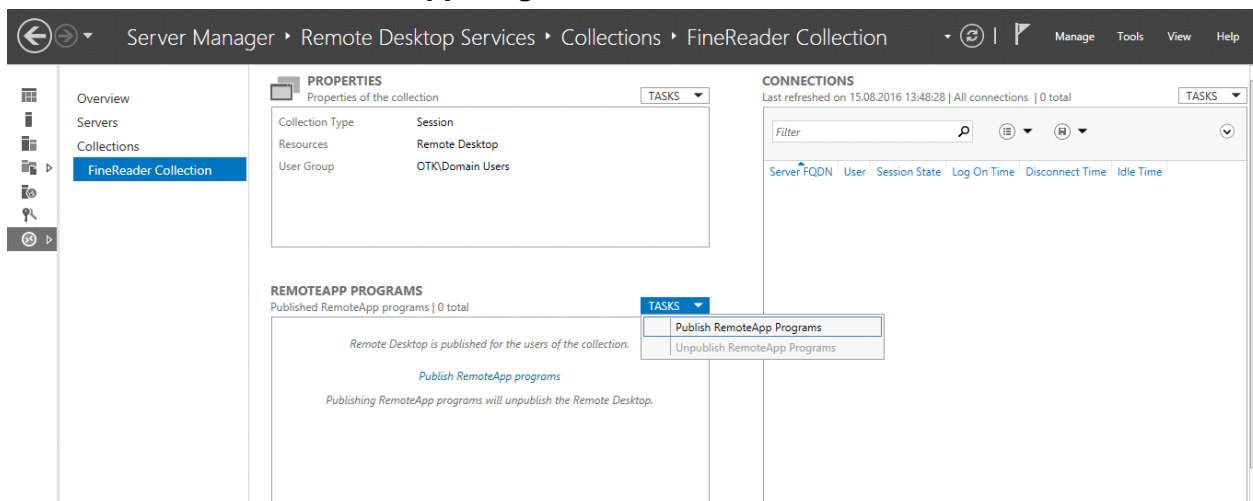 Server Manager ‣ Remote Desktop Services ‣ Collections ‣ FineReader Collection
Manage Tools View Help
Overview
Servers
Collections
FineReader Collection
PROPERTIES
Properties of the collection
TASKS
Collection Type Session
Resources Remote Desktop
User Group OTK\Domain Users
REMOTEAPP PROGRAMS
Published RemoteApp programs | 0 total
TASKS
Publish RemoteApp Programs
Unpublish RemoteApp Programs
Remote Desktop is published for the users of the collection.
Publish RemoteApp programs
Publishing RemoteApp programs will unpublish the Remote Desktop.
CONNECTIONS
Last refreshed on 15.08.2016 13:48:28 | All connections | 0 total
TASKS
Filter
Server FQDN User Session State Log On Time Disconnect Time Idle Time